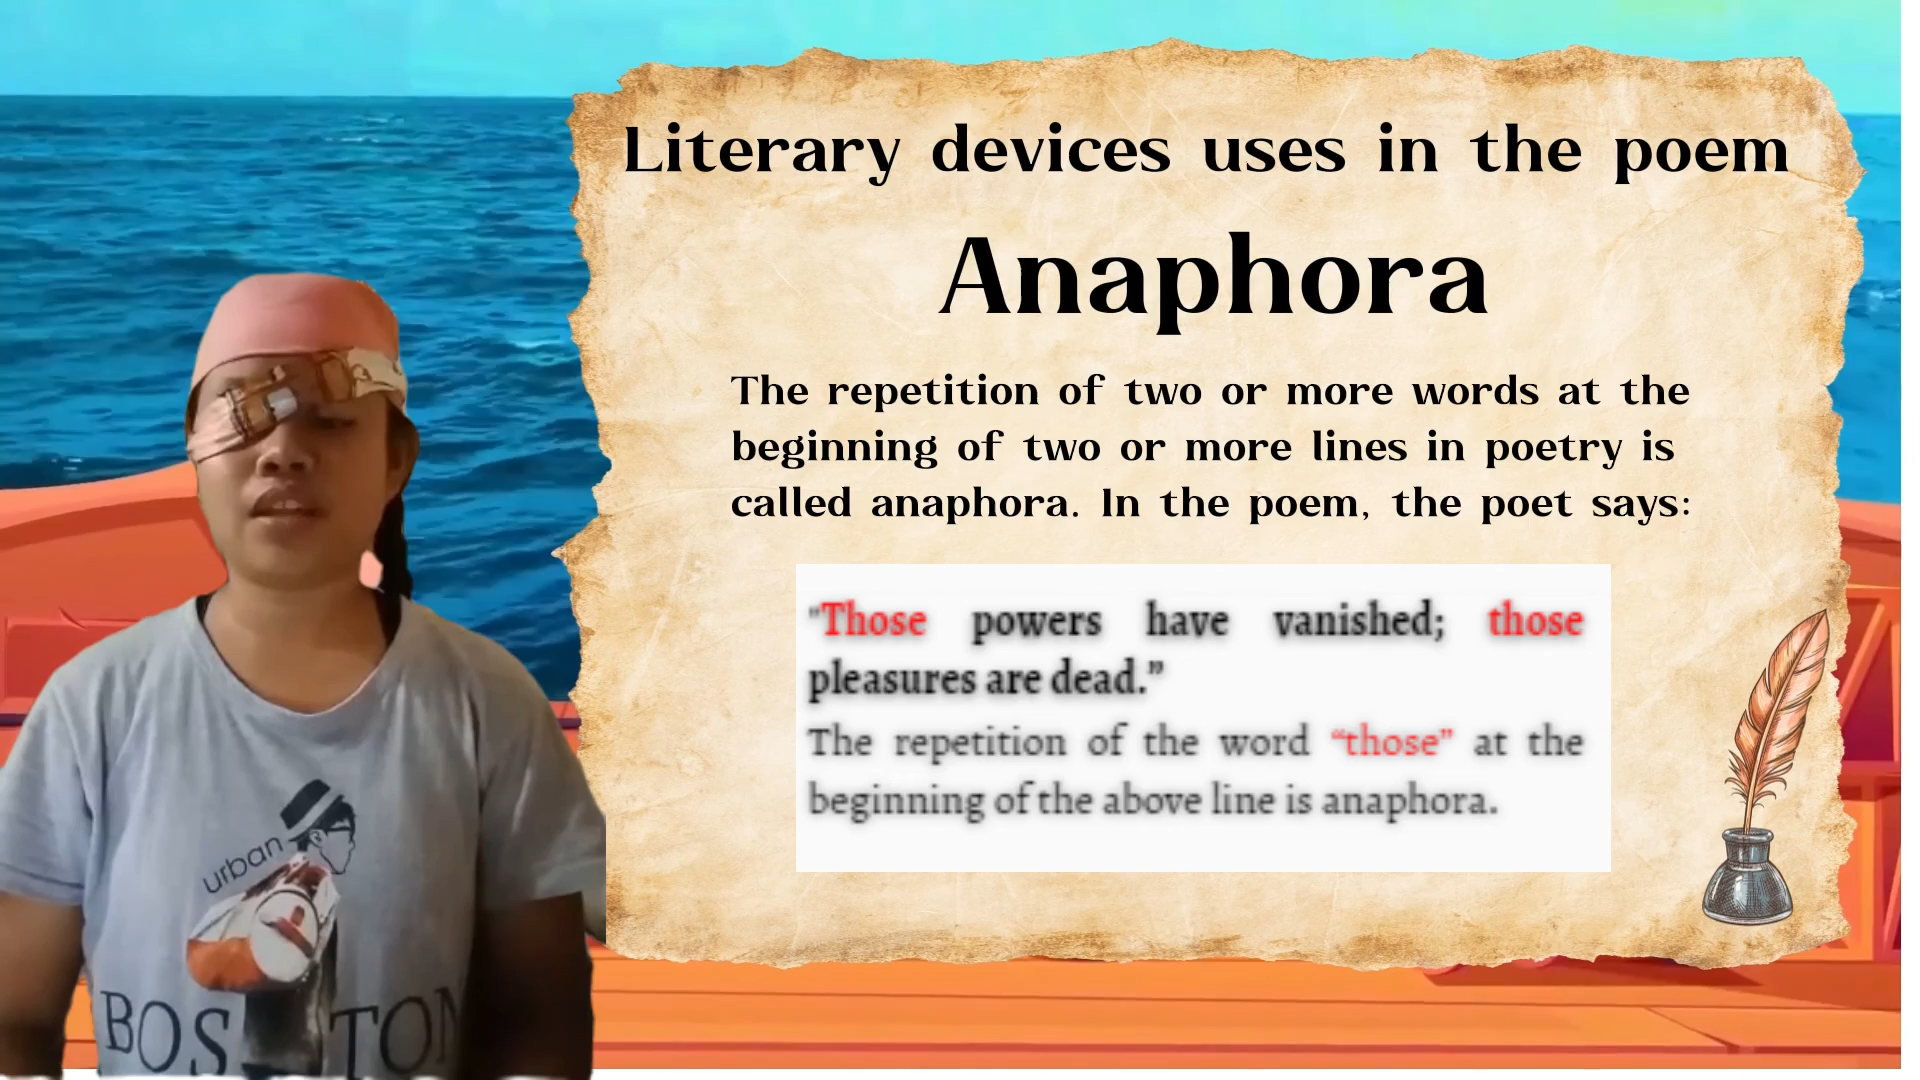 Literary devices uses in the poem
Anaphora
The repetition of two or more words at the
beginning of two or more lines in poetry is
called anaphora. In the poem, the poet says:
"Those powers have vanished; those
pleasures are dead.”
The repetition of the word “those” at the
beginning of the above line is anaphora.
urban
BOSTON